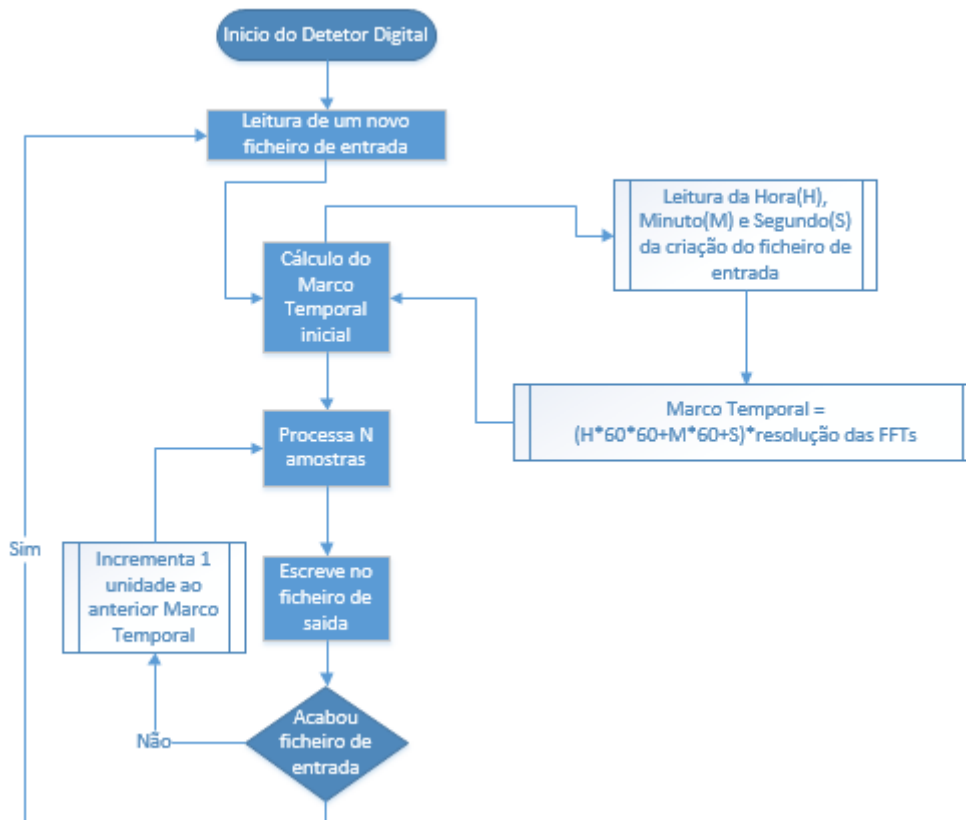 Inicio do Detetor Digital
Leitura de um novo
ficheiro de entrada
Leitura da Hora(H),
Minuto(M) e Segundo(S)
da criação do ficheiro de
entrada
Cálculo do
Marco
Temporal
inicial
Marco Temporal =
(H*60*60+M*60+S)*resolução das FFTs
Processa N
amostras
Sim
Incrementa 1
unidade ao
anterior Marco
Temporal
Escreve no
ficheiro de
saida
Não
Acabou
ficheiro de
entrada